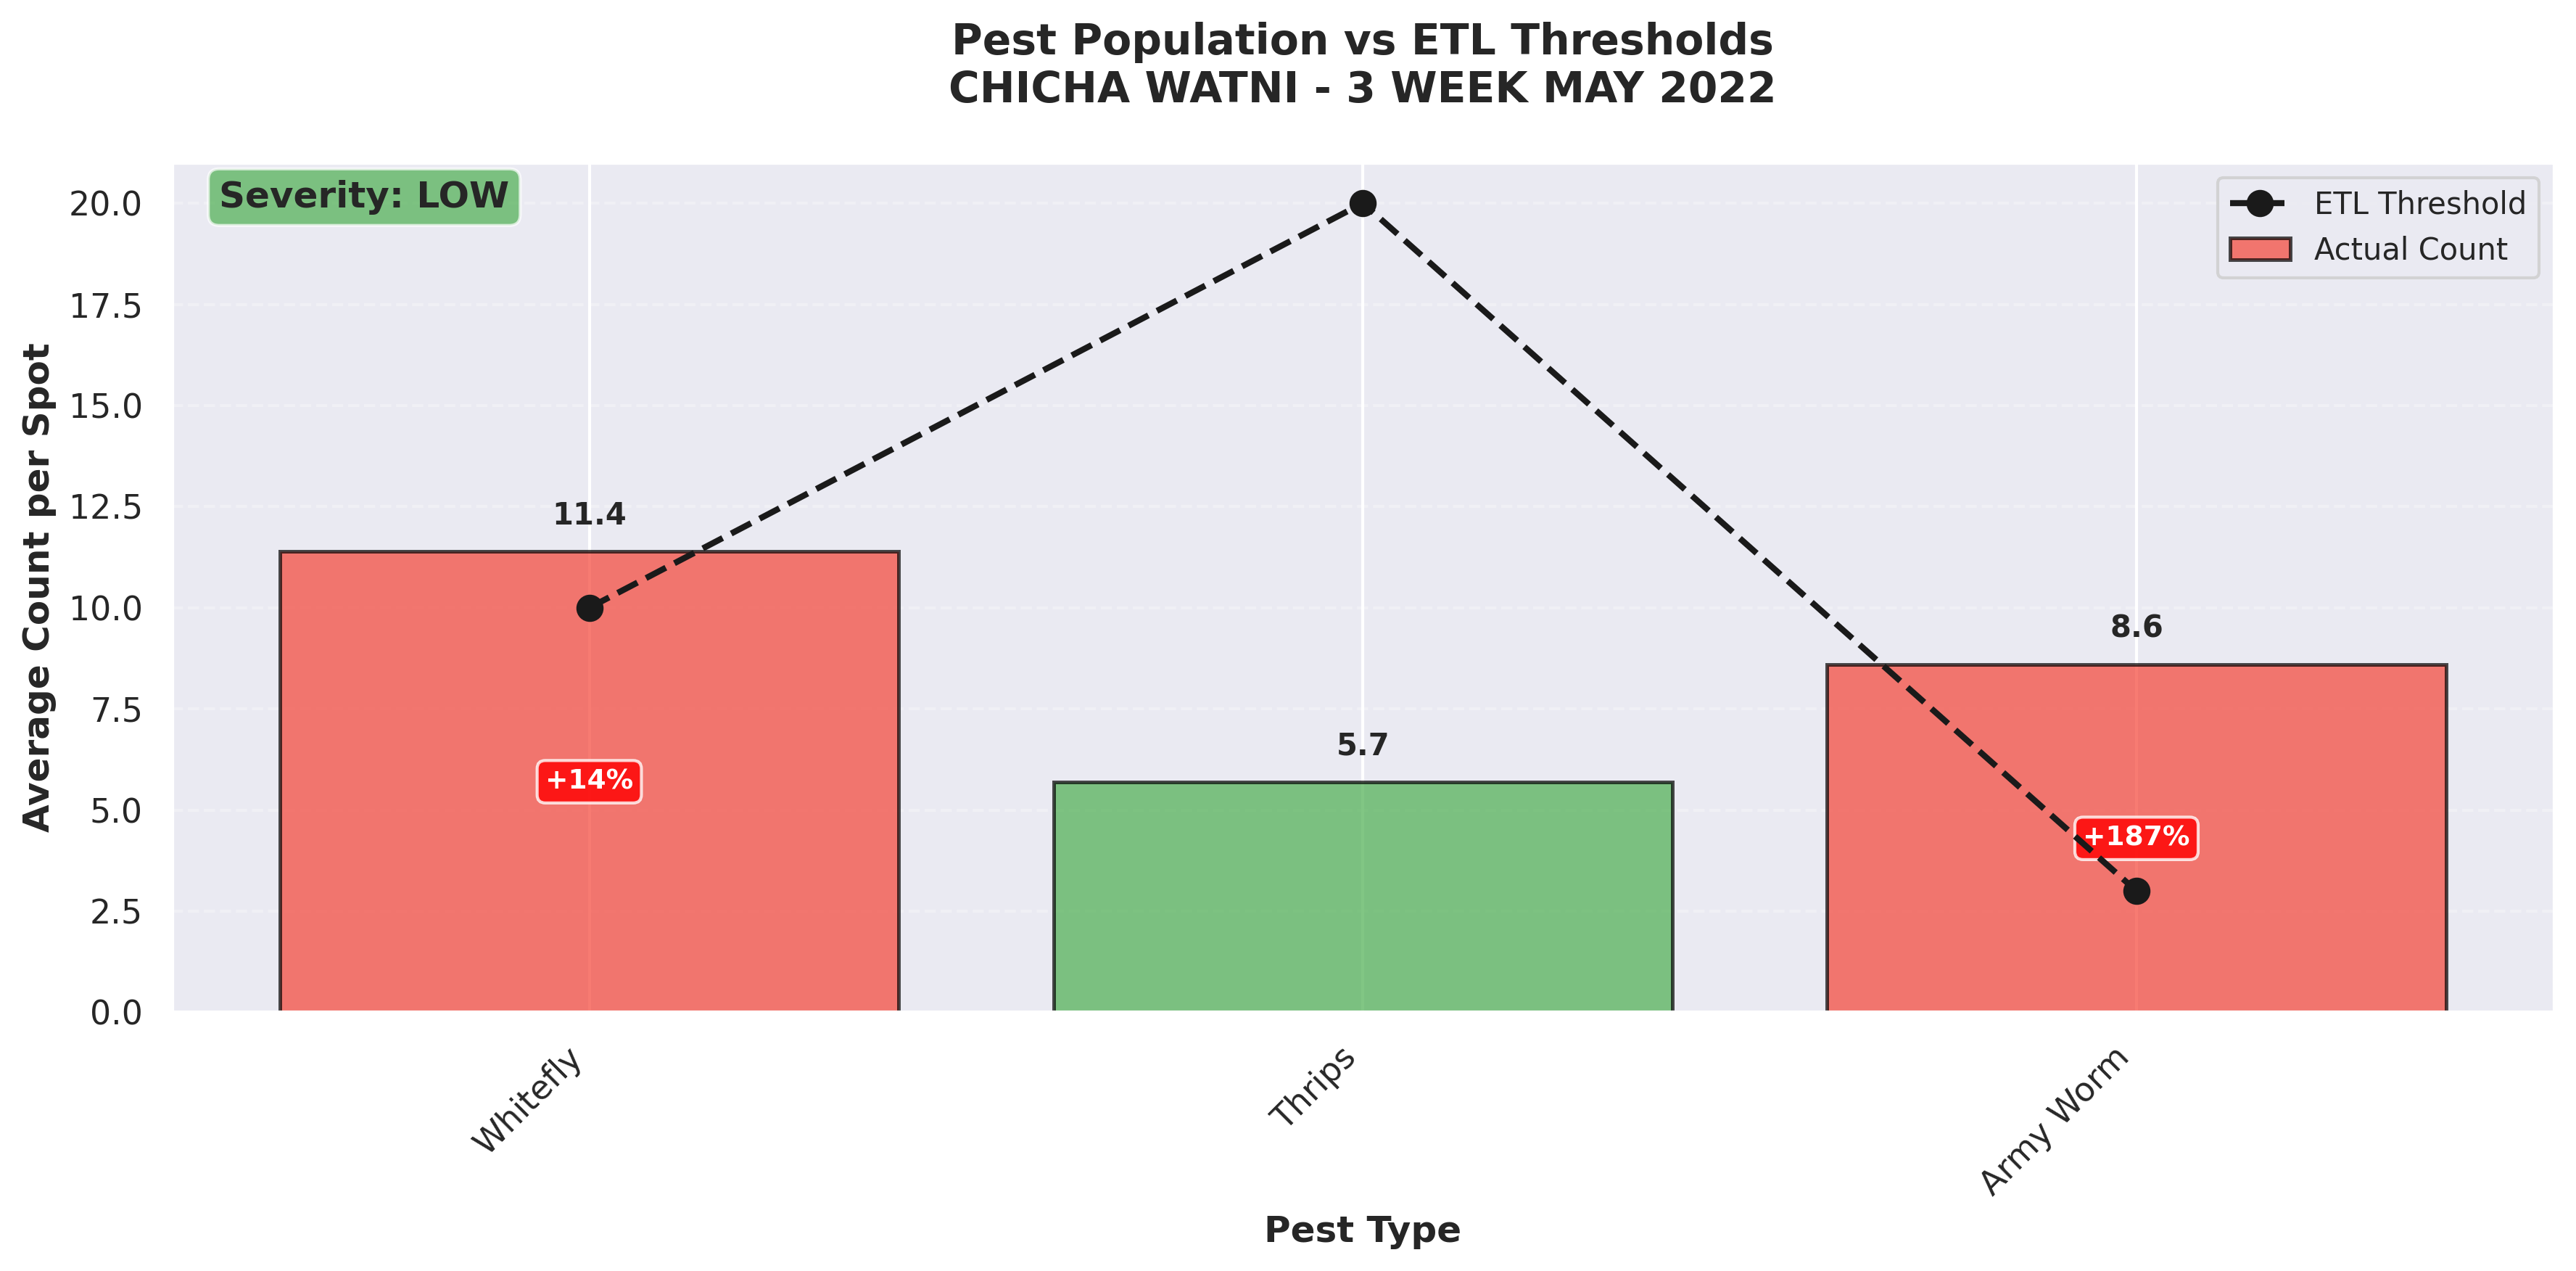 Pest Population vs ETL Thresholds
CHICHA WATNI - 3 WEEK MAY 2022
Severity: LOW
ETL Threshold
Actual Count
Average Count per Spot
20.0
17.5
15.0
12.5
10.0
7.5
5.0
2.5
0.0
11.4
+14%
5.7
8.6
+187%
Whitefly
Thrips
Army Worm
Pest Type